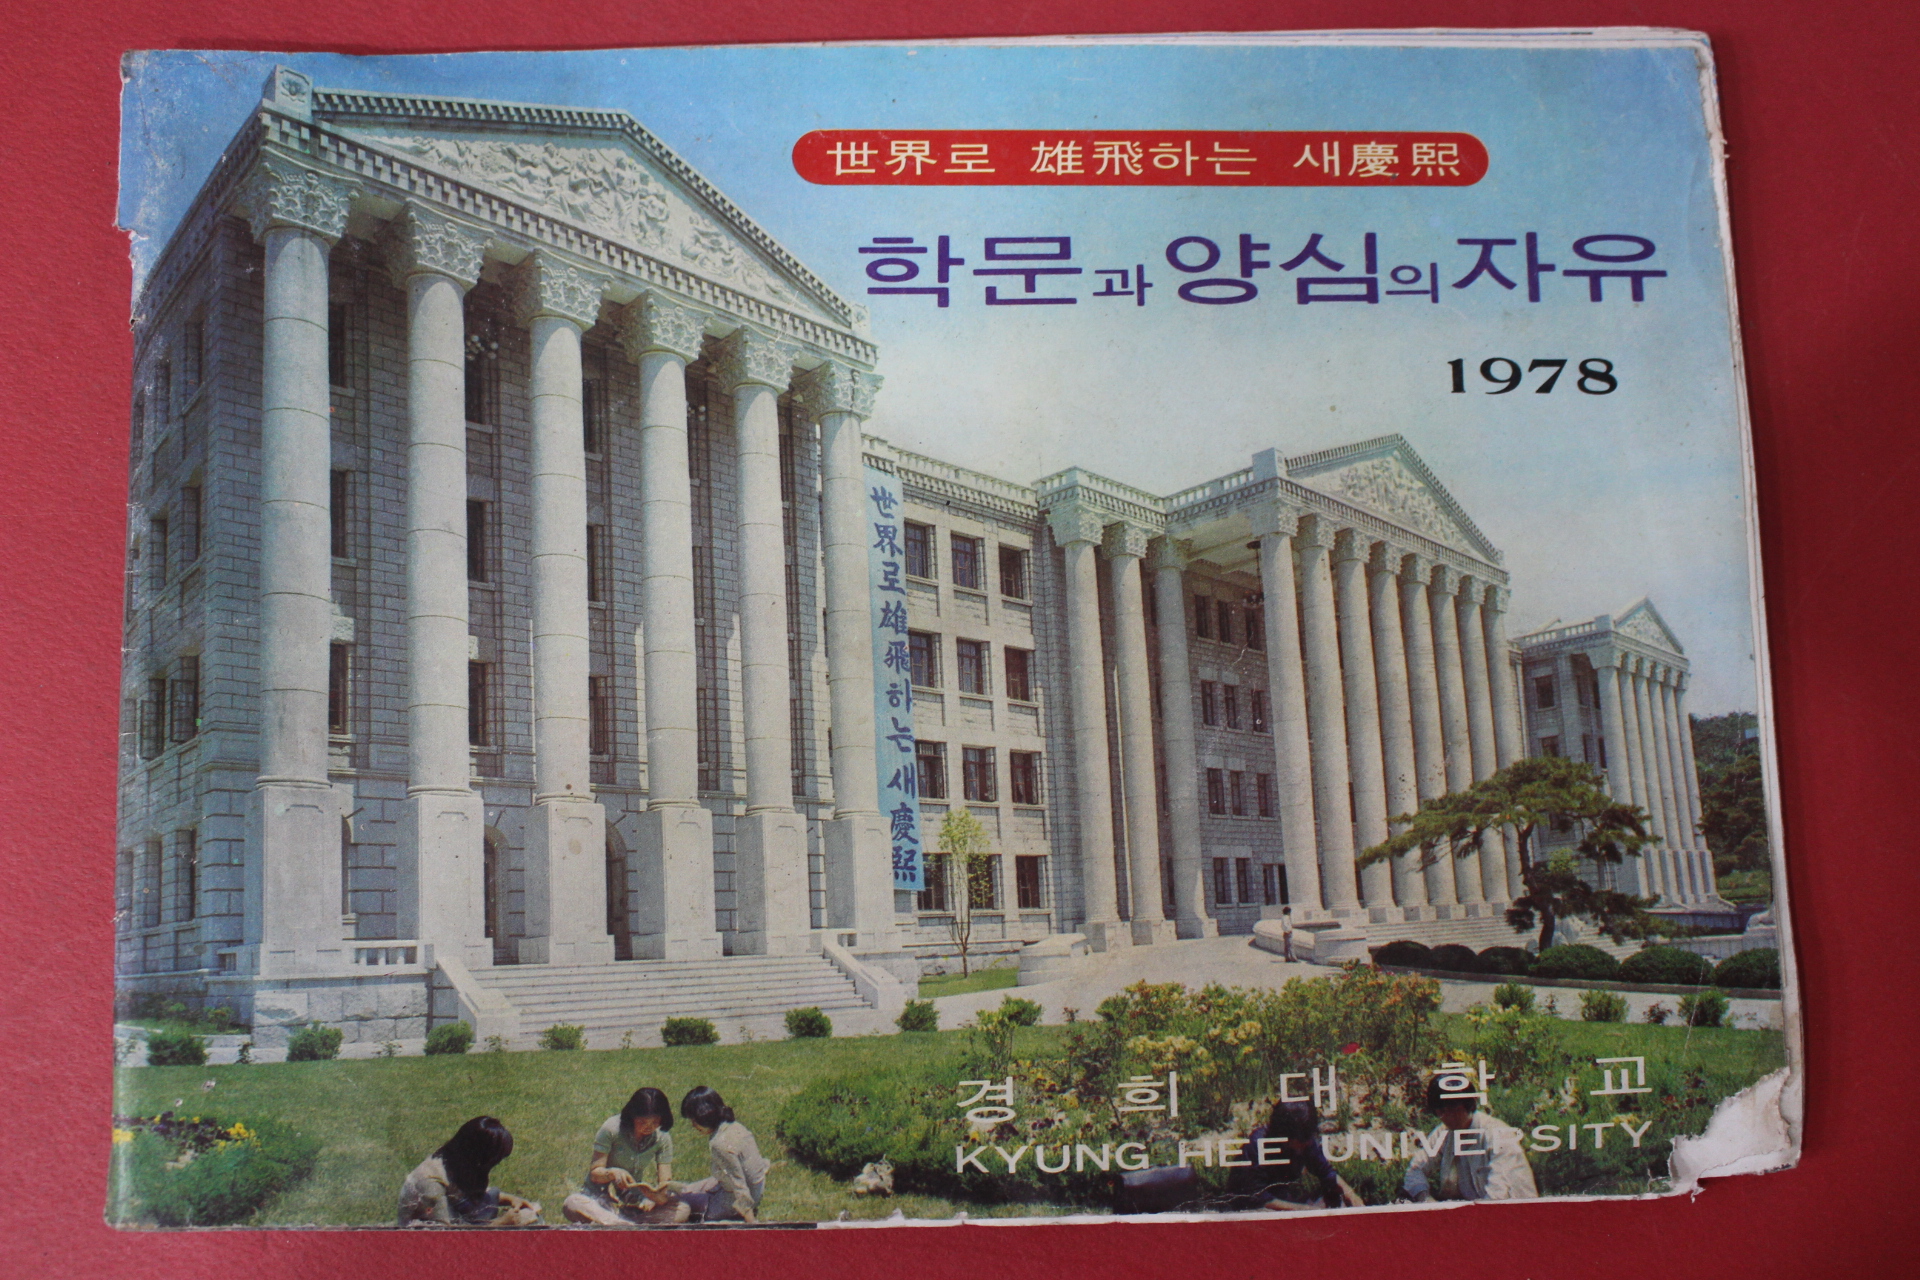 世界로 雄飛하는 새慶熙
학문과 양심의 자유
1978
世界로雄飛하는새慶熙
경희대학교
KYUNG HEE UNIVERSITY